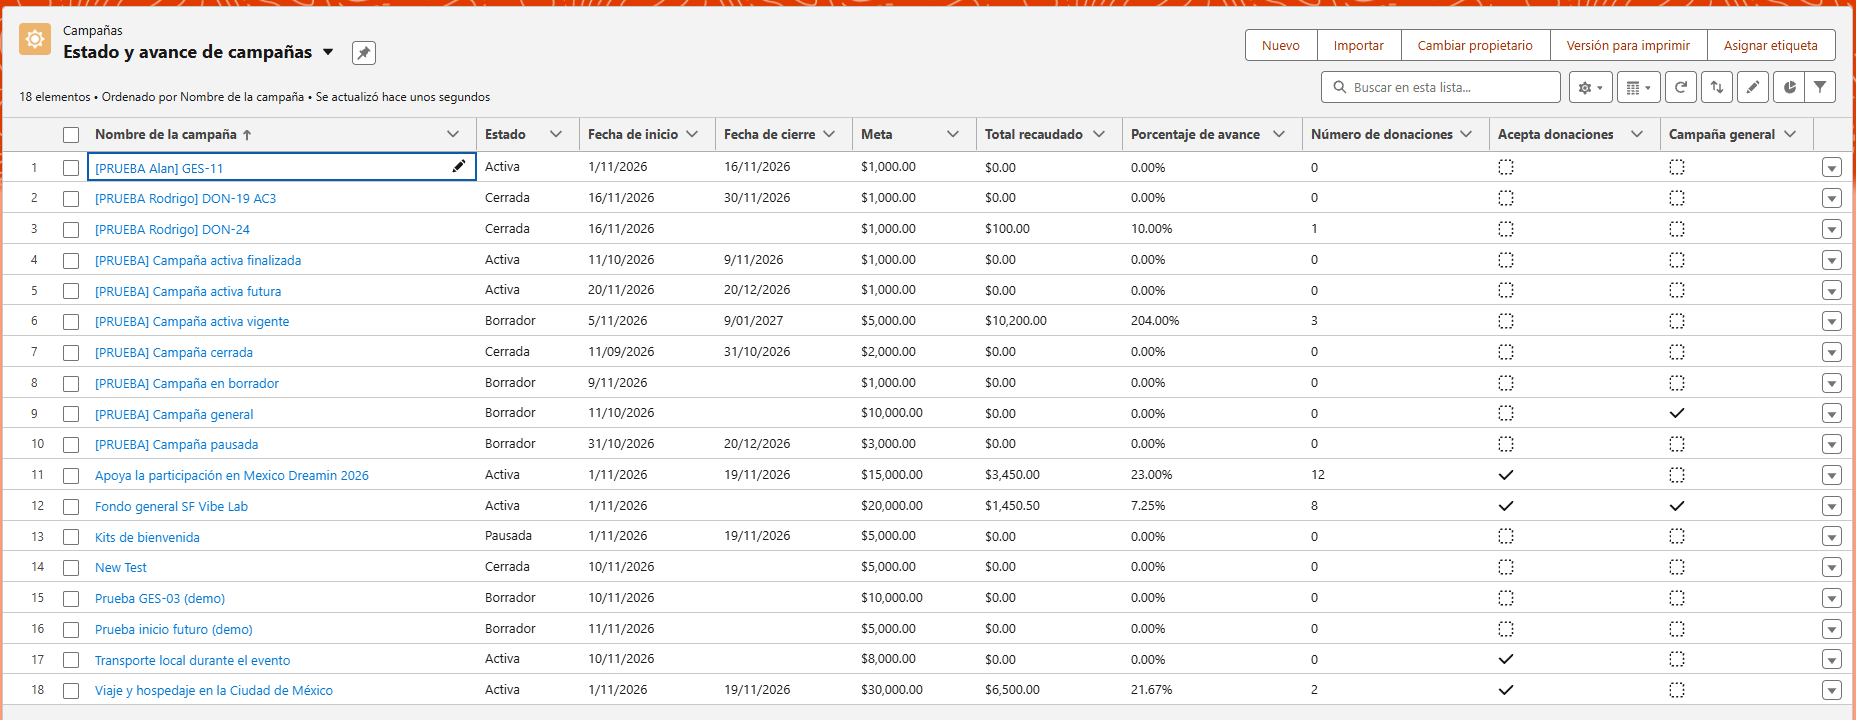 Campañas
Estado y avance de campañas
Nuevo Importar Cambiar propietario Versión para imprimir Asignar etiqueta
18 elementos • Ordenado por Nombre de la campaña • Se actualizó hace unos segundos
Buscar en esta lista...
Nombre de la campaña ↑ Estado Fecha de inicio Fecha de cierre Meta Total recaudado Porcentaje de avance Número de donaciones Acepta donaciones Campaña general
1 [PRUEBA Alan] GES-11 Activa 1/11/2026 16/11/2026 $1,000.00 $0.00 0.00% 0
2 [PRUEBA Rodrigo] DON-19 AC3 Cerrada 16/11/2026 30/11/2026 $1,000.00 $0.00 0.00% 0
3 [PRUEBA Rodrigo] DON-24 Cerrada 16/11/2026 $1,000.00 $100.00 10.00% 1
4 [PRUEBA] Campaña activa finalizada Activa 11/10/2026 9/11/2026 $1,000.00 $0.00 0.00% 0
5 [PRUEBA] Campaña activa futura Activa 20/11/2026 20/12/2026 $1,000.00 $0.00 0.00% 0
6 [PRUEBA] Campaña activa vigente Borrador 5/11/2026 9/01/2027 $5,000.00 $10,200.00 204.00% 3
7 [PRUEBA] Campaña cerrada Cerrada 11/09/2026 31/10/2026 $2,000.00 $0.00 0.00% 0
8 [PRUEBA] Campaña en borrador Borrador 9/11/2026 $1,000.00 $0.00 0.00% 0
9 [PRUEBA] Campaña general Borrador 11/10/2026 $10,000.00 $0.00 0.00% 0
10 [PRUEBA] Campaña pausada Borrador 31/10/2026 20/12/2026 $3,000.00 $0.00 0.00% 0
11 Apoya la participación en Mexico Dreamin 2026 Activa 1/11/2026 19/11/2026 $15,000.00 $3,450.00 23.00% 12
12 Fondo general SF Vibe Lab Activa 1/11/2026 $20,000.00 $1,450.50 7.25% 8
13 Kits de bienvenida Pausada 1/11/2026 19/11/2026 $5,000.00 $0.00 0.00% 0
14 New Test Cerrada 10/11/2026 $5,000.00 $0.00 0.00% 0
15 Prueba GES-03 (demo) Borrador 10/11/2026 $10,000.00 $0.00 0.00% 0
16 Prueba inicio futuro (demo) Borrador 11/11/2026 $5,000.00 $0.00 0.00% 0
17 Transporte local durante el evento Activa 10/11/2026 $8,000.00 $0.00 0.00% 0
18 Viaje y hospedaje en la Ciudad de México Activa 1/11/2026 19/11/2026 $30,000.00 $6,500.00 21.67% 2